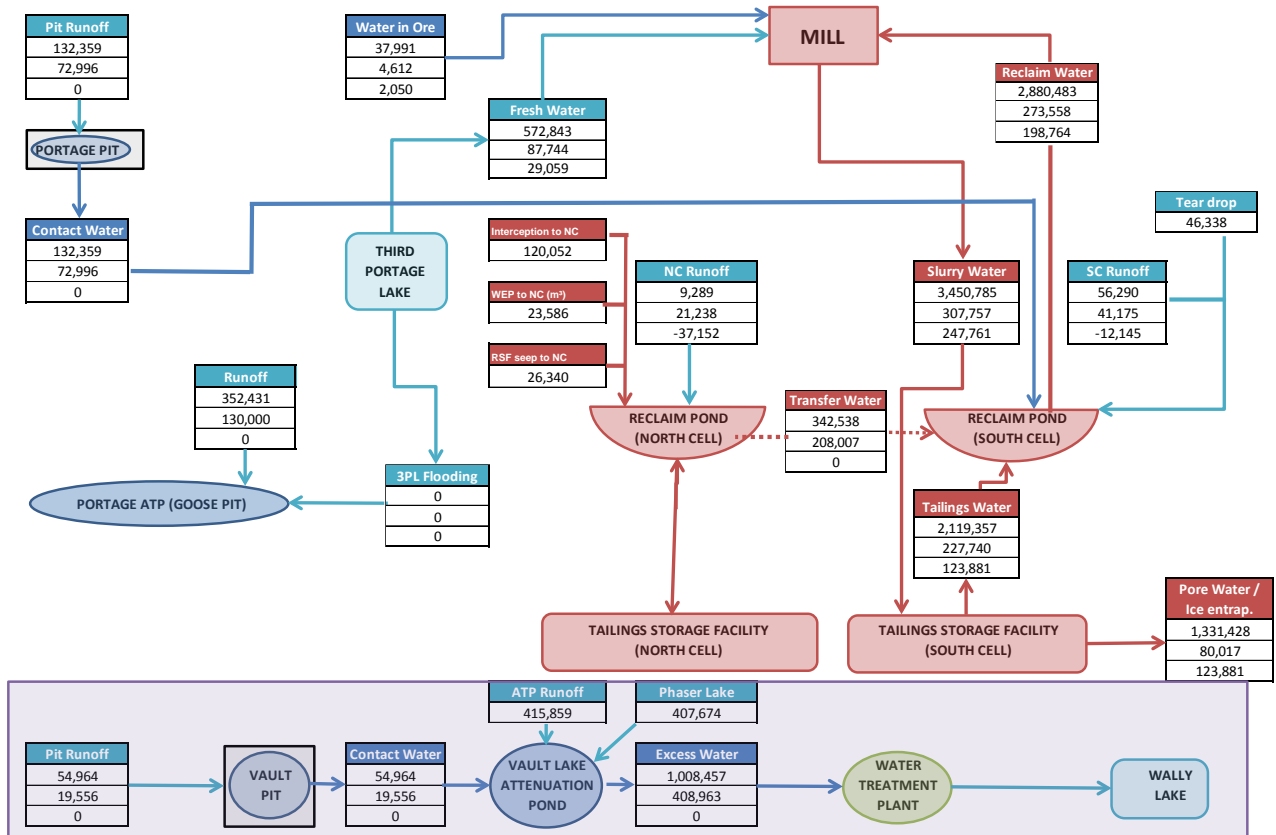 Pit Runoff
132,359
72,996
0
Water in Ore
37,991
4,612
2,050
MILL
Reclaim Water
2,880,483
273,558
198,764
Fresh Water
572,843
87,744
29,059
PORTAGE PIT
Contact Water
132,359
72,996
0
THIRD
PORTAGE
LAKE
Interception to NC
120,052
WEP to NC (m³)
23,586
RSF seep to NC
26,340
NC Runoff
9,289
21,238
-37,152
Slurry Water
3,450,785
307,757
247,761
Tear drop
46,338
SC Runoff
56,290
41,175
-12,145
Runoff
352,431
130,000
0
RECLAIM POND
(NORTH CELL)
Transfer Water
342,538
208,007
0
RECLAIM POND
(SOUTH CELL)
3PL Flooding
0
0
0
PORTAGE ATP (GOOSE PIT)
Tailings Water
2,119,357
227,740
123,881
TAILINGS STORAGE FACILITY
(NORTH CELL)
TAILINGS STORAGE FACILITY
(SOUTH CELL)
Pore Water /
Ice entrap.
1,331,428
80,017
123,881
ATP Runoff
415,859
Phaser Lake
407,674
Pit Runoff
54,964
19,556
0
VAULT
PIT
Contact Water
54,964
19,556
0
VAULT LAKE
ATTENUATION
POND
Excess Water
1,008,457
408,963
0
WATER
TREATMENT
PLANT
WALLY
LAKE